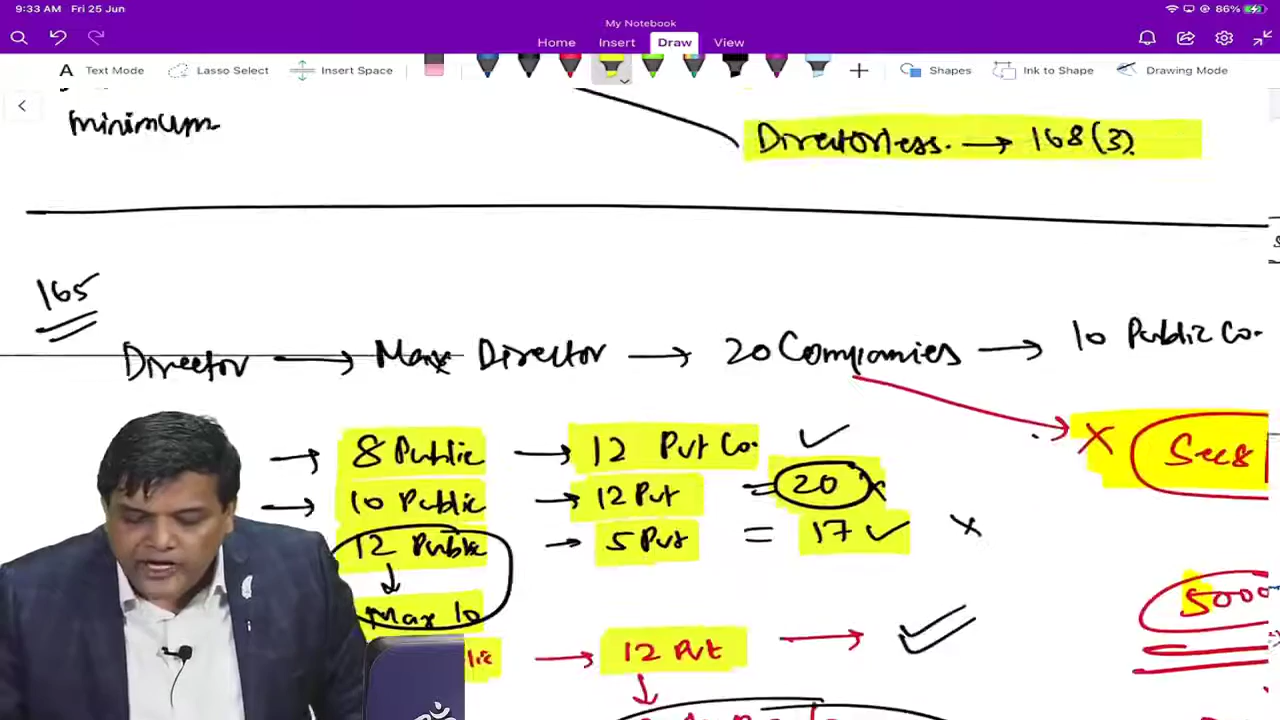 9:33 AM Fri 25 Jun
86%
My Notebook
Home Insert Draw View
Text Mode Lasso Select Insert Space Shapes Ink to Shape Drawing Mode
minimum
Directorless. → 168(3)
165
Director → Max Director → 20 Companies → 10 Public Co.
→ 8 Public → 12 Pvt Co. ✓
X Sec 8
→ 10 Public → 12 Pvt = 20 x
12 Public → 5 Pvt = 17 ✓ x
↓
Max 10
5000
→ 12 Pvt → ✓
↓